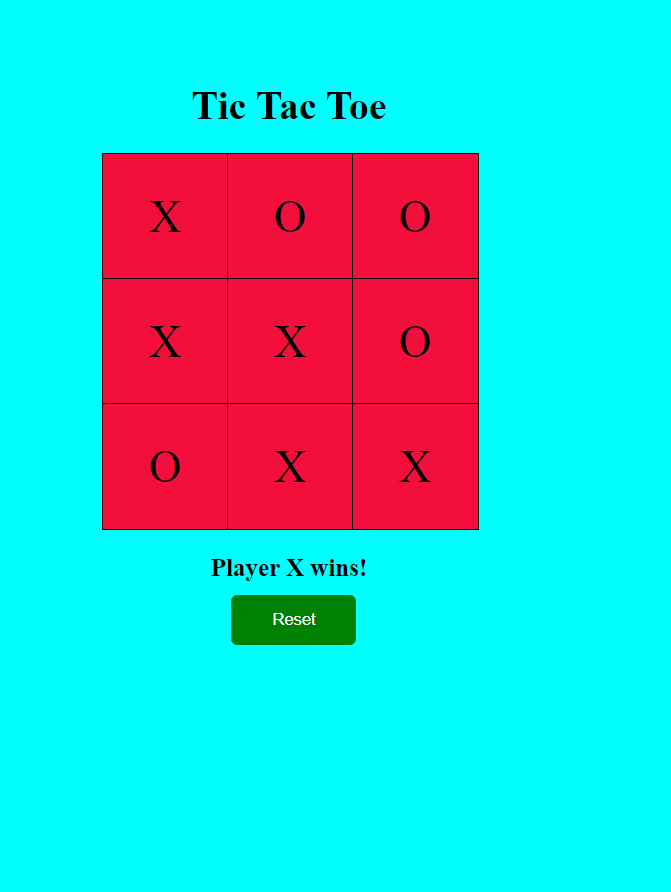 Tic Tac Toe
X O O
X X O
O X X
Player X wins!
Reset